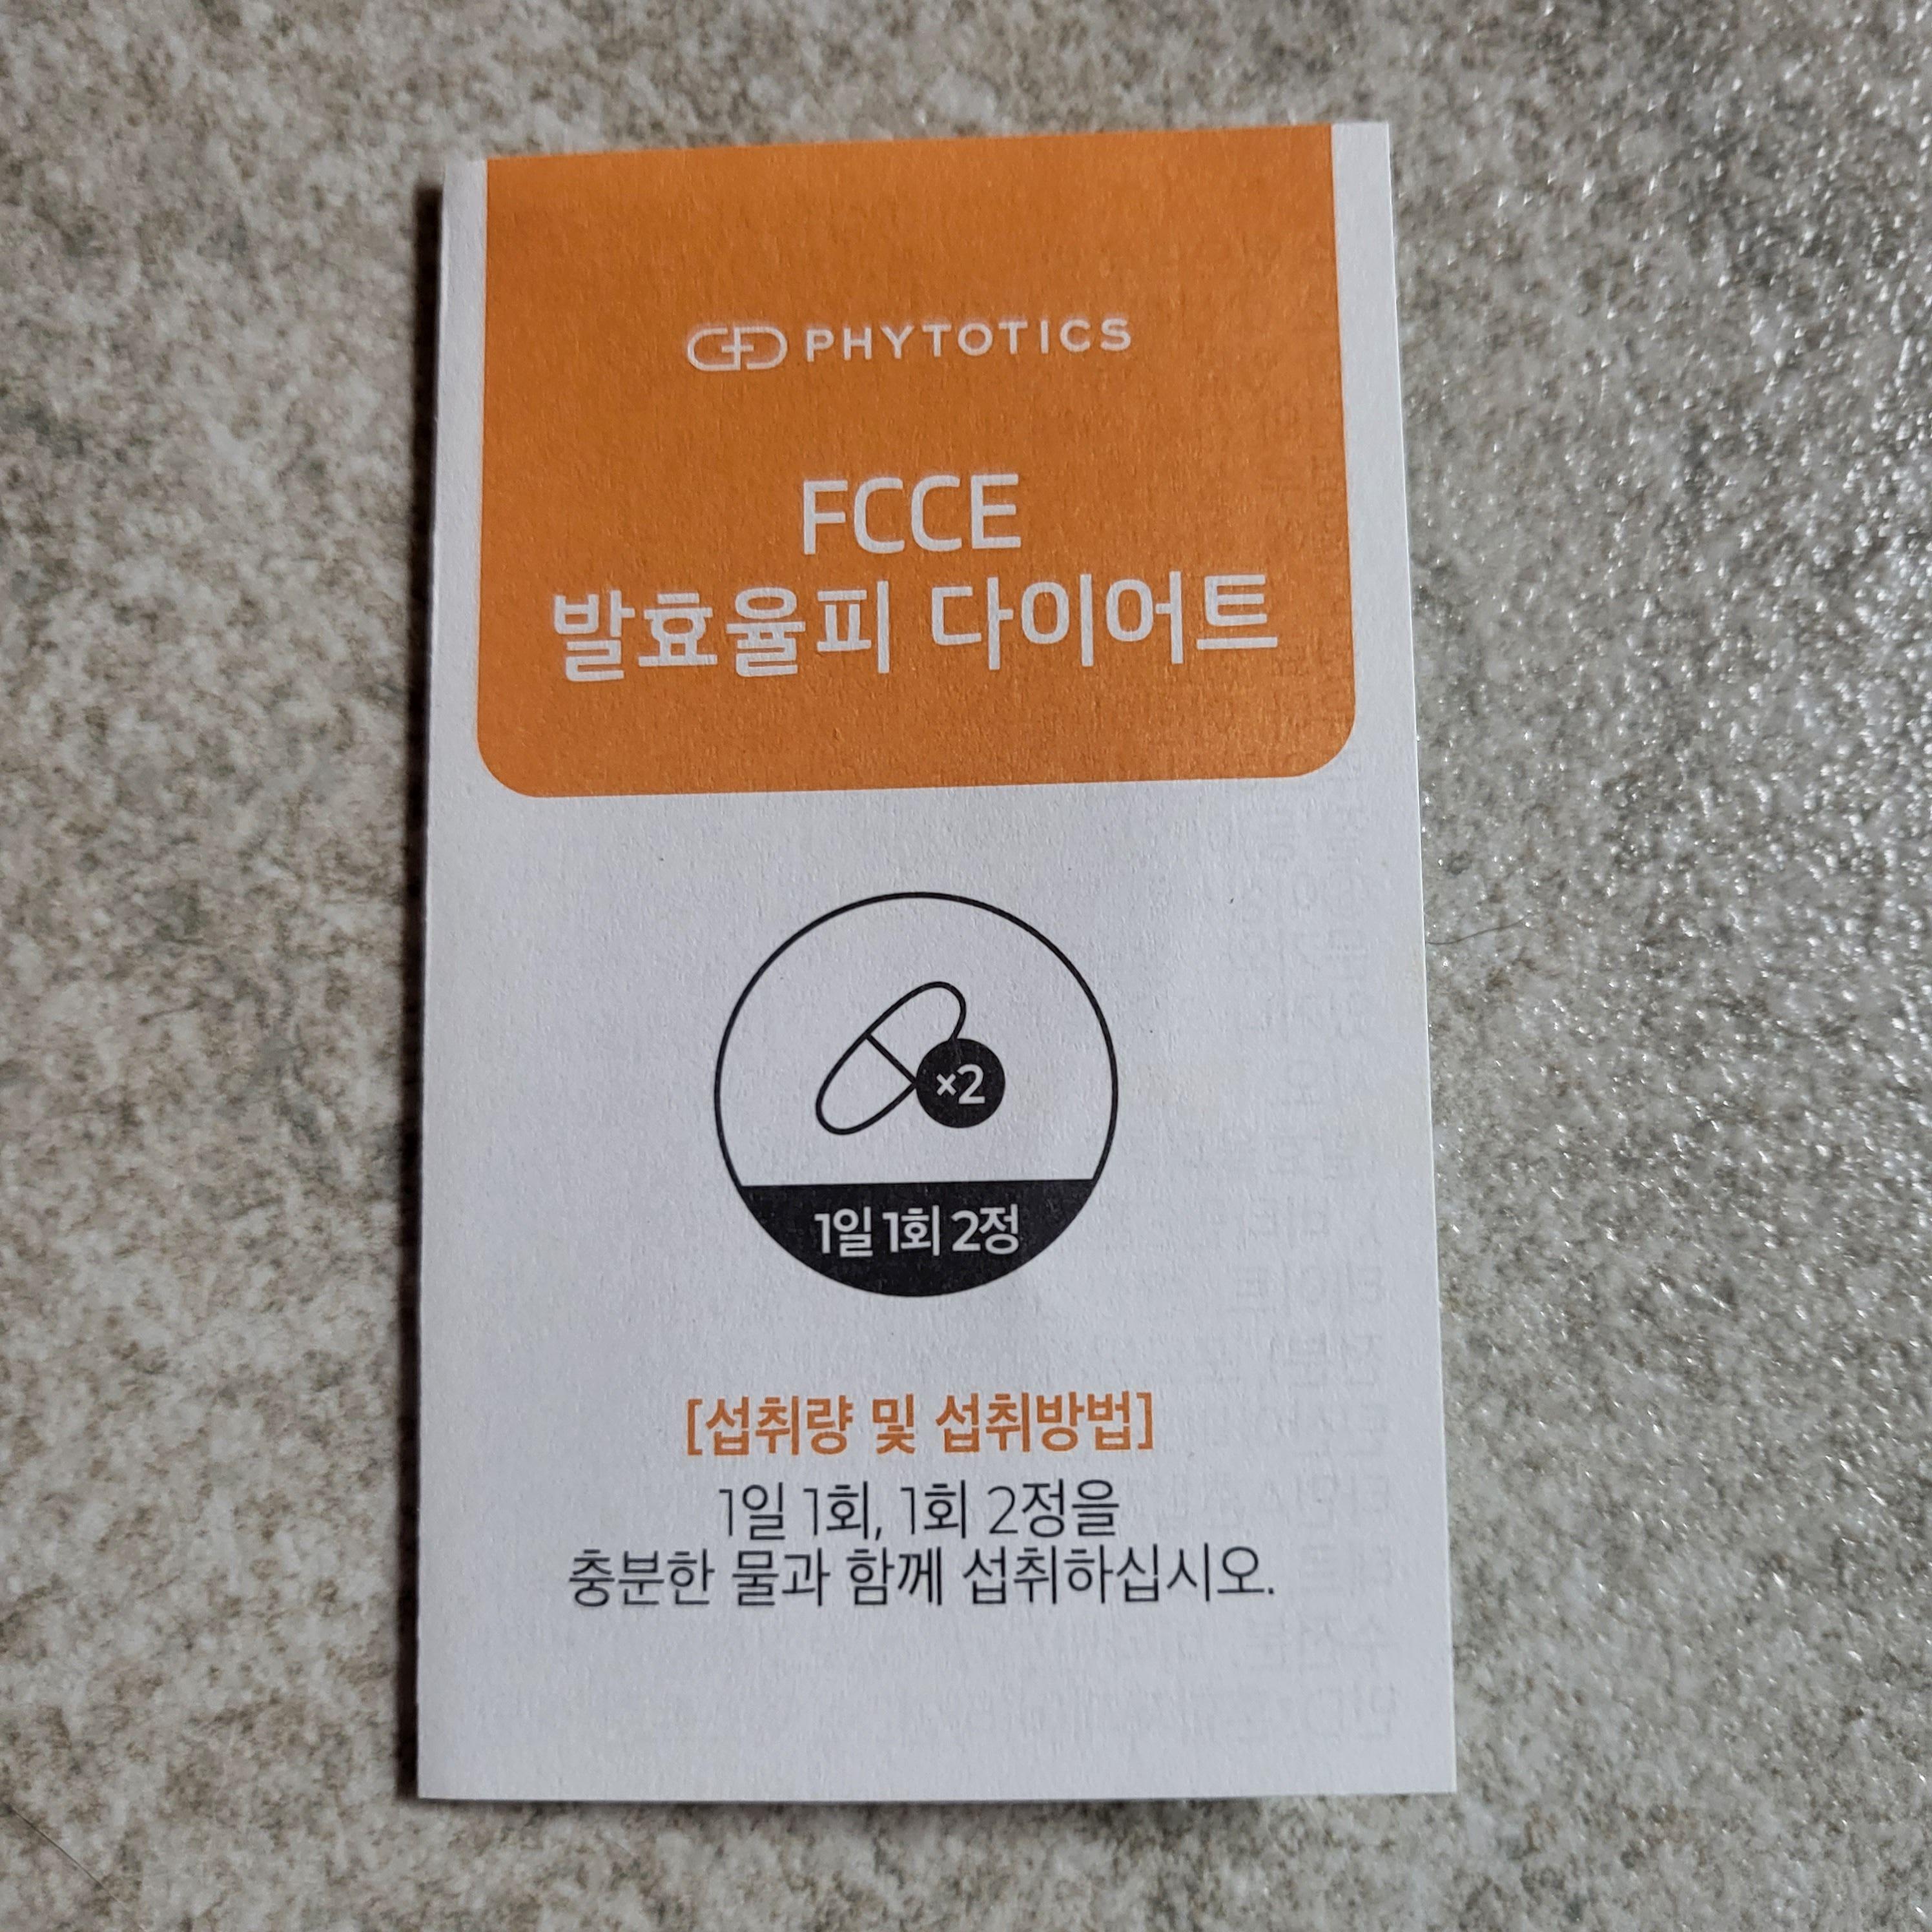 PHYTOTICS
FCCE
발효율피 다이어트
×2
1일 1회 2정
[섭취량 및 섭취방법]
1일 1회, 1회 2정을
충분한 물과 함께 섭취하십시오.